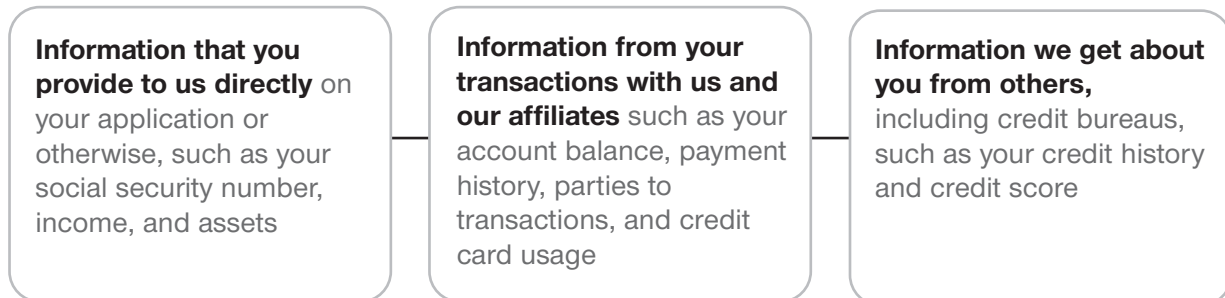 Information that you
provide to us directly on
your application or
otherwise, such as your
social security number,
income, and assets
Information from your
transactions with us and
our affiliates such as your
account balance, payment
history, parties to
transactions, and credit
card usage
Information we get about
you from others,
including credit bureaus,
such as your credit history
and credit score